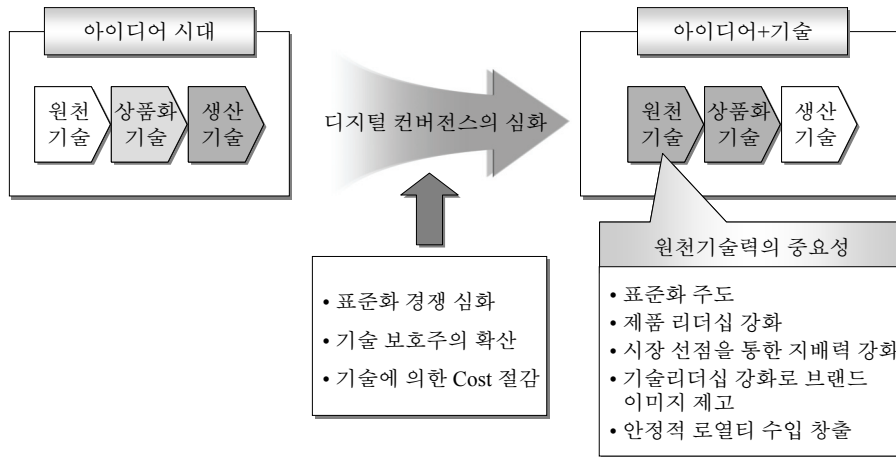 아이디어 시대
원천
기술
상품화
기술
생산
기술
디지털 컨버전스의 심화
• 표준화 경쟁 심화
• 기술 보호주의 확산
• 기술에 의한 Cost 절감
아이디어+기술
원천
기술
상품화
기술
생산
기술
원천기술력의 중요성
• 표준화 주도
• 제품 리더십 강화
• 시장 선점을 통한 지배력 강화
• 기술리더십 강화로 브랜드
이미지 제고
• 안정적 로열티 수입 창출